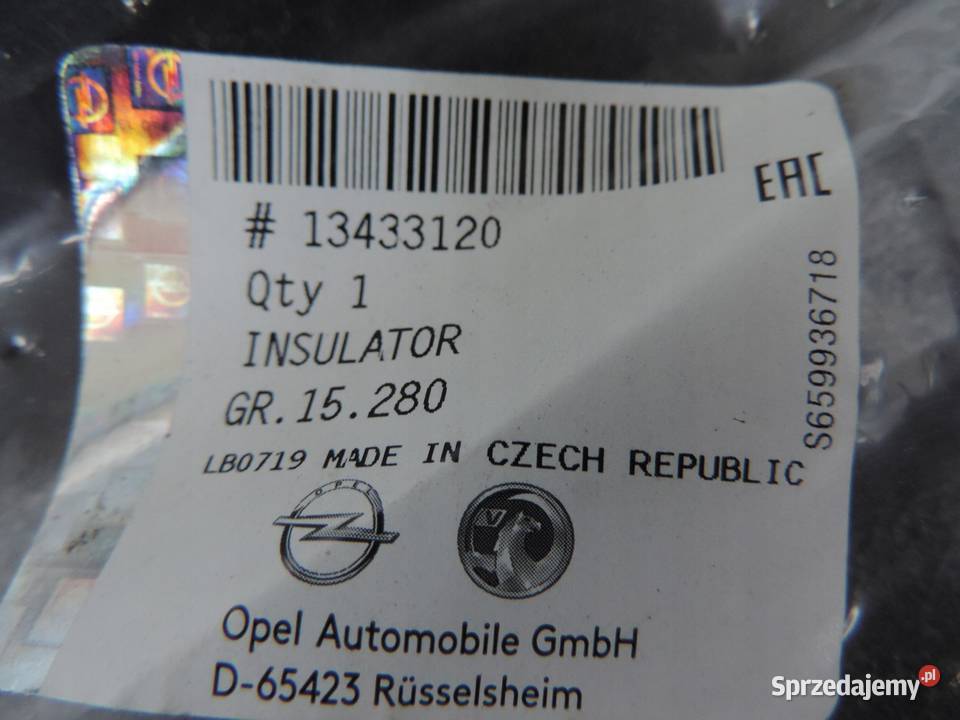 EAC
# 13433120
Qty 1
INSULATOR
GR.15.280
S659936718
LB0719 MADE IN CZECH REPUBLIC
OPEL
V
Opel Automobile GmbH
D-65423 Rüsselsheim
Sprzedajemy.pl